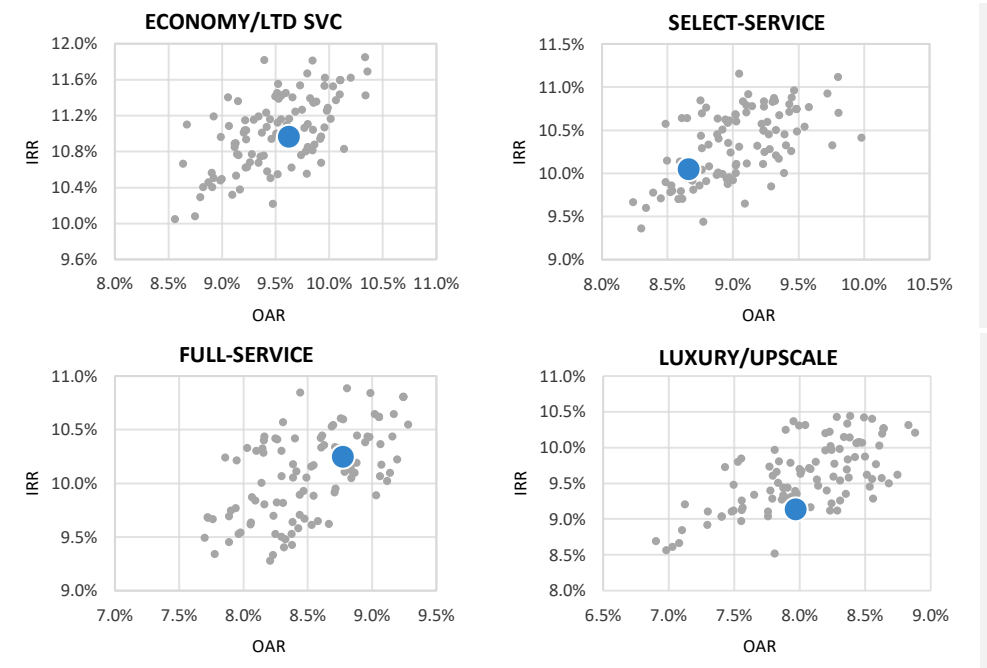 ECONOMY/LTD SVC
12.0%
11.6%
11.2%
10.8%
10.4%
10.0%
9.6%
IRR
8.0% 8.5% 9.0% 9.5% 10.0% 10.5% 11.0%
OAR
SELECT-SERVICE
11.5%
11.0%
10.5%
10.0%
9.5%
9.0%
IRR
8.0% 8.5% 9.0% 9.5% 10.0% 10.5%
OAR
FULL-SERVICE
11.0%
10.5%
10.0%
9.5%
9.0%
IRR
7.0% 7.5% 8.0% 8.5% 9.0% 9.5%
OAR
LUXURY/UPSCALE
11.0%
10.5%
10.0%
9.5%
9.0%
8.5%
8.0%
IRR
6.5% 7.0% 7.5% 8.0% 8.5% 9.0%
OAR